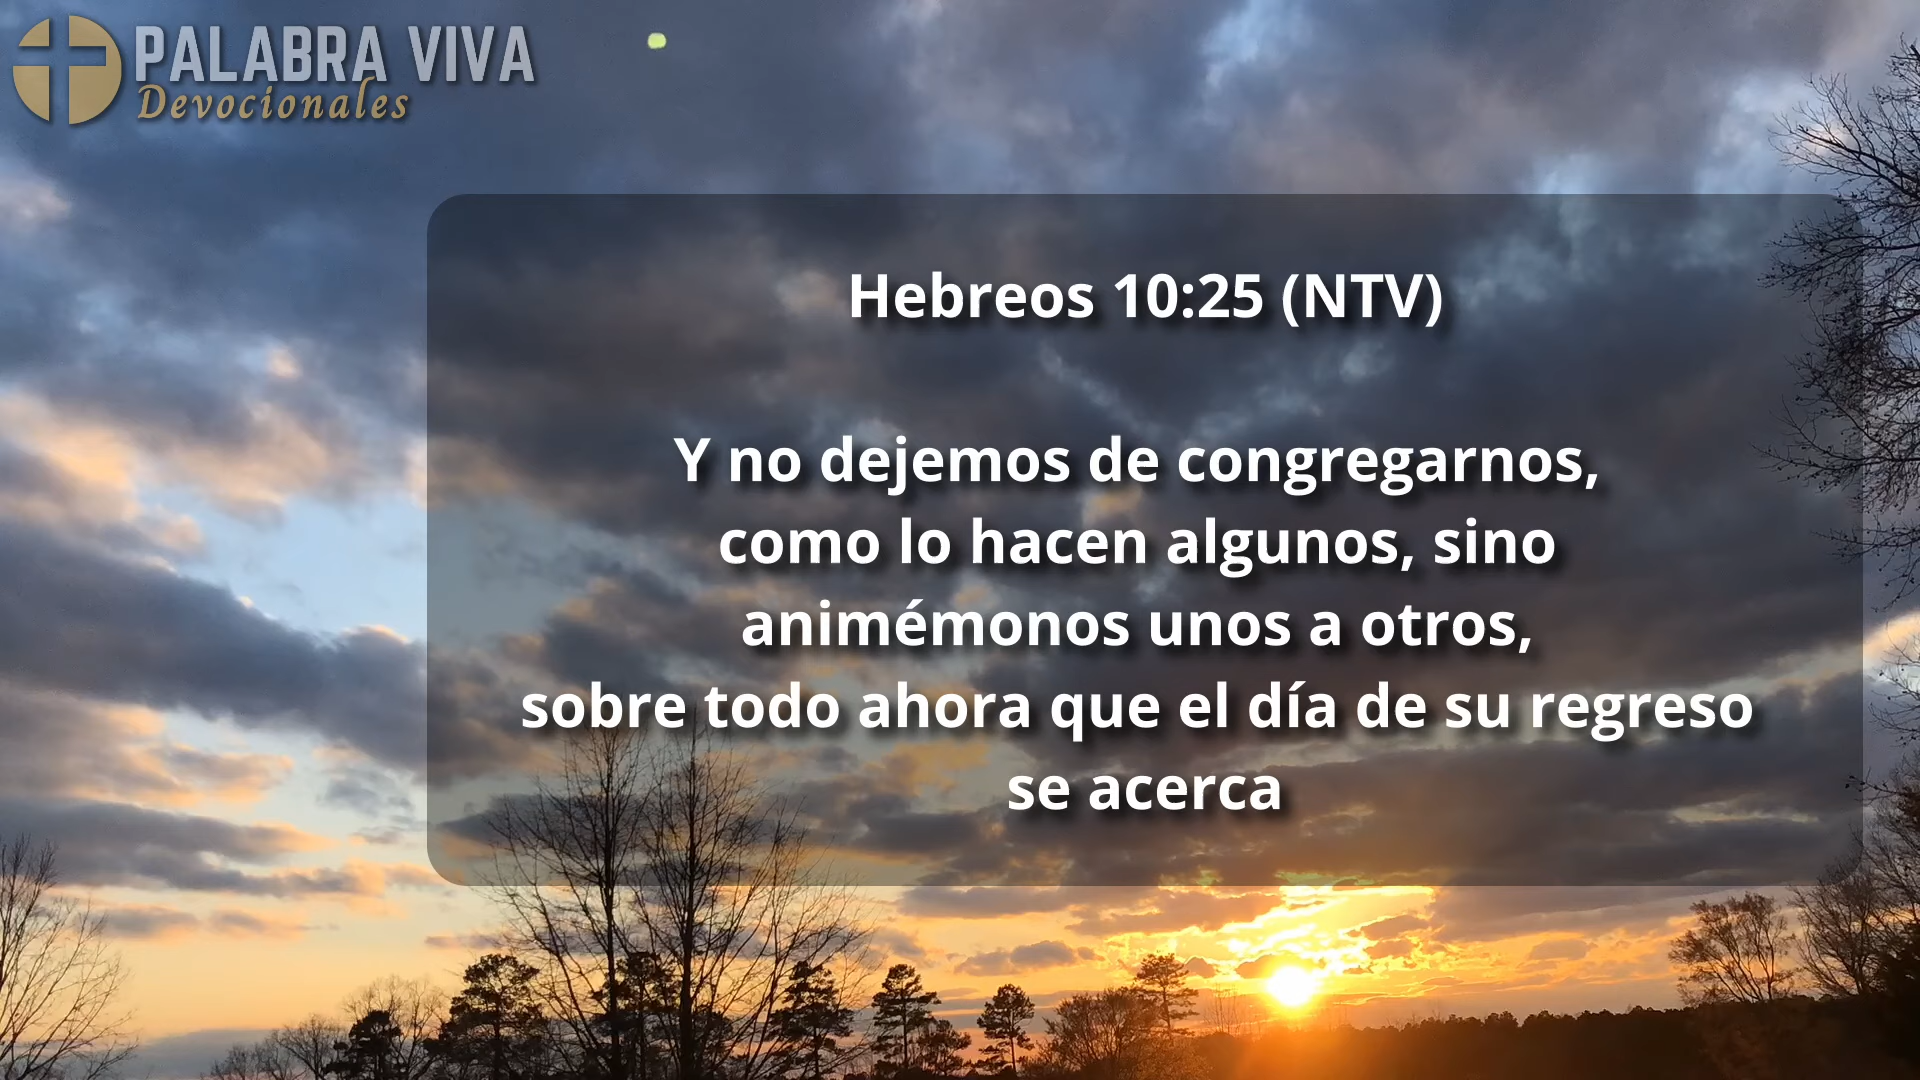 PALABRA VIVA
Devocionales
Hebreos 10:25 (NTV)
Y no dejemos de congregarnos,
como lo hacen algunos, sino
animémonos unos a otros,
sobre todo ahora que el día de su regreso
se acerca